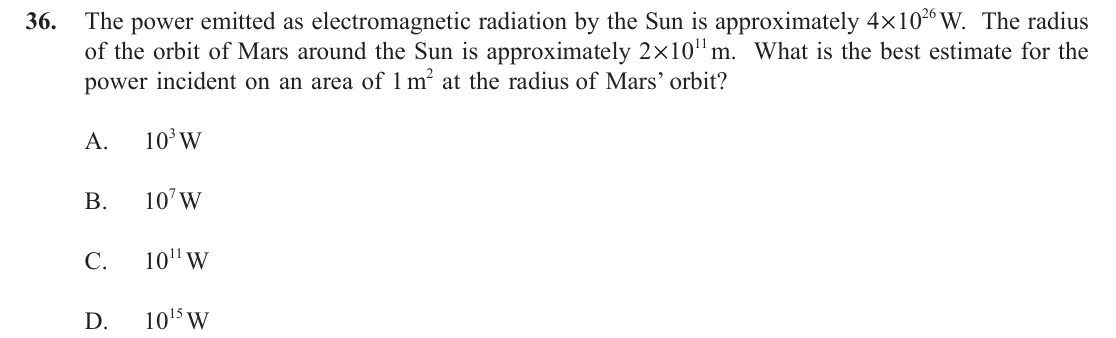 36. The power emitted as electromagnetic radiation by the Sun is approximately 4×10²⁶ W. The radius
of the orbit of Mars around the Sun is approximately 2×10¹¹ m. What is the best estimate for the
power incident on an area of 1 m² at the radius of Mars’ orbit?
A. 10³ W
B. 10⁷ W
C. 10¹¹ W
D. 10¹⁵ W